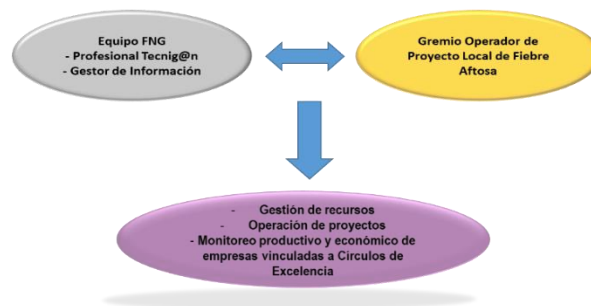 Equipo FNG
- Profesional Tecnig@n
- Gestor de Información
Gremio Operador de
Proyecto Local de Fiebre
Aftosa
- Gestión de recursos
- Operación de proyectos
- Monitoreo productivo y económico de
empresas vinculadas a Círculos de
Excelencia